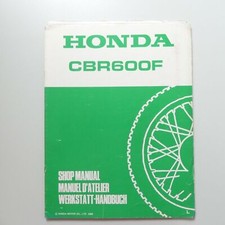 HONDA
CBR600F
SHOP MANUAL
MANUEL D'ATELIER
WERKSTATT-HANDBUCH